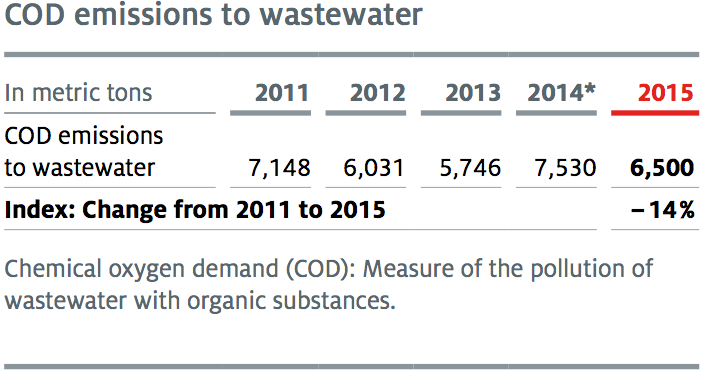 COD emissions to wastewater
In metric tons 2011 2012 2013 2014* 2015
COD emissions
to wastewater 7,148 6,031 5,746 7,530 6,500
Index: Change from 2011 to 2015 –14%
Chemical oxygen demand (COD): Measure of the pollution of
wastewater with organic substances.